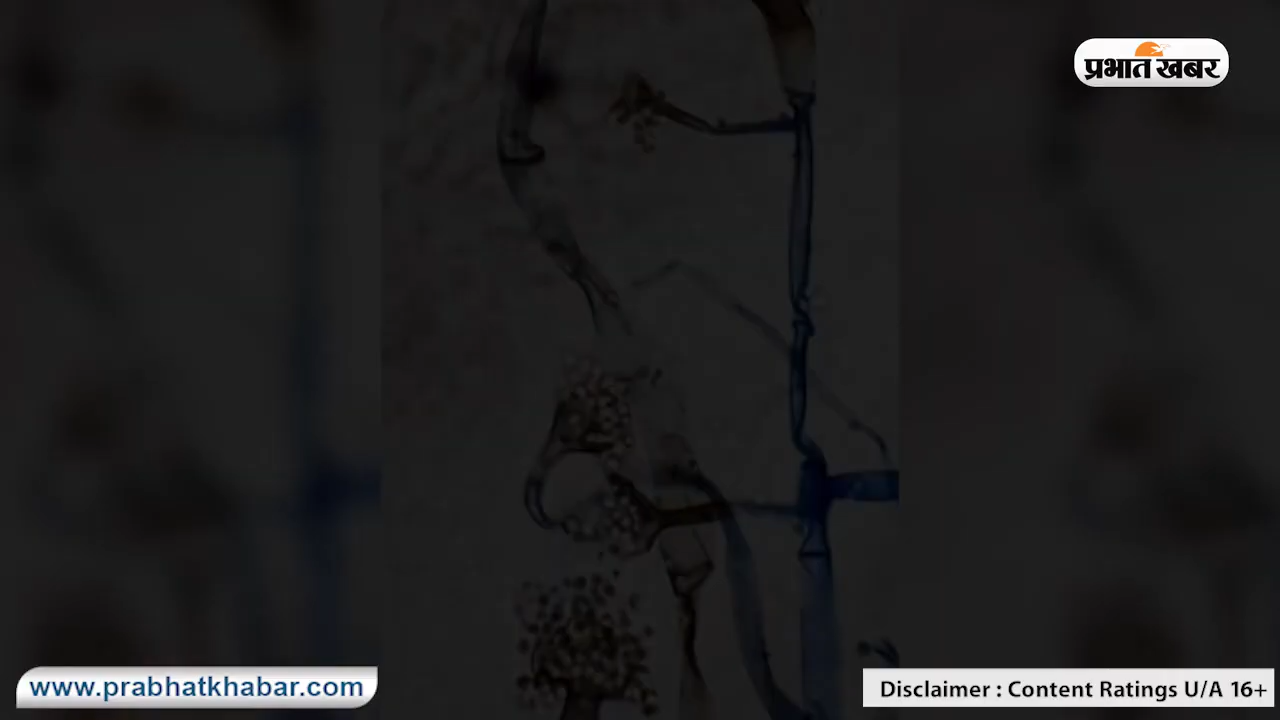 प्रभात खबर
www.prabhatkhabar.com
Disclaimer : Content Ratings U/A 16+